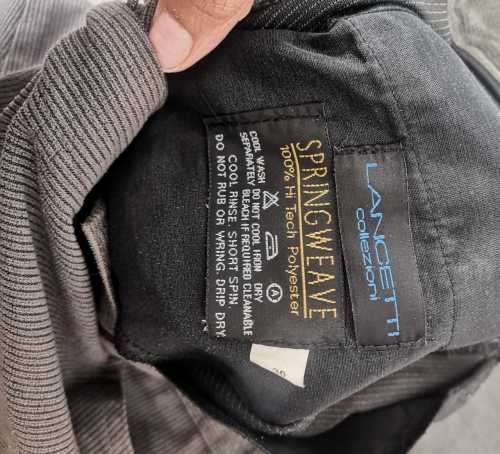 LANCETTI
collezioni
SPRINGWEAVE
100% Hi Tech Polyester
A
COOL WASH
SEPARATELY DO NOT COOL IRON DRY
BLEACH IF REQUIRED CLEANABLE
COOL RINSE. SHORT SPIN.
DO NOT RUB OR WRING. DRIP DRY
36